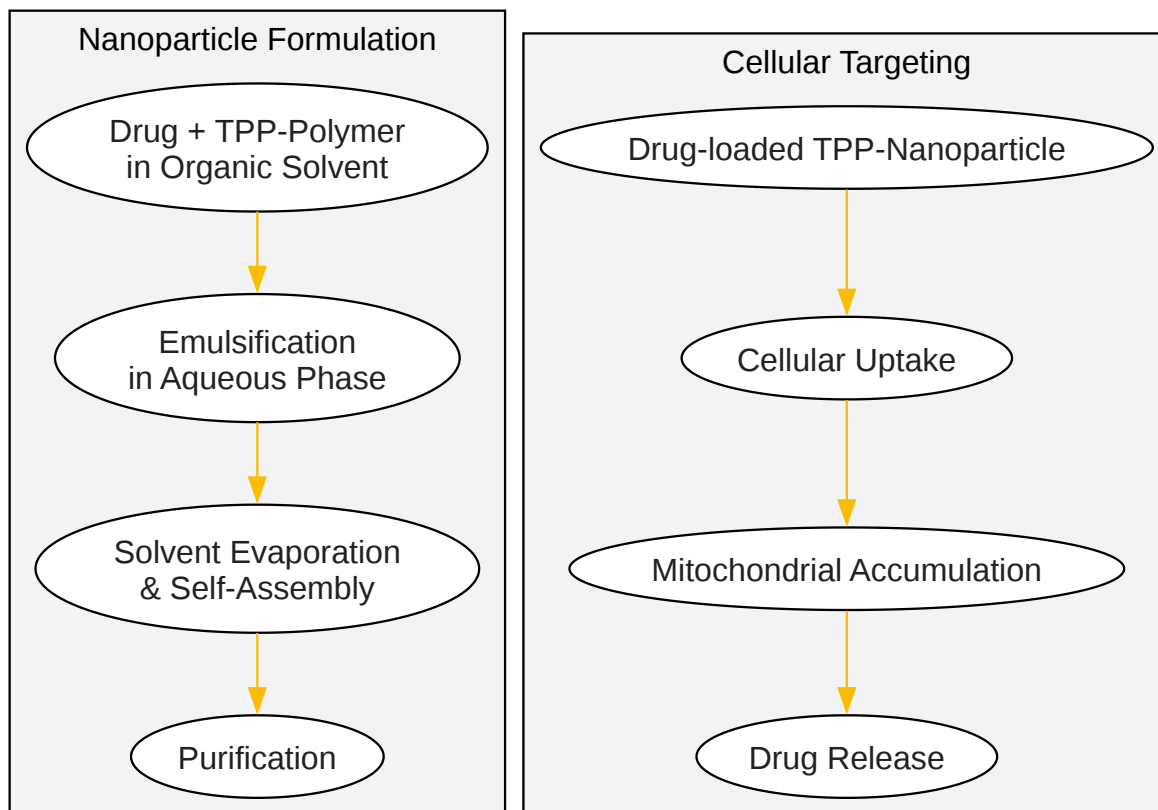 Nanoparticle Formulation
Drug + TPP-Polymer
in Organic Solvent
Emulsification
in Aqueous Phase
Solvent Evaporation
& Self-Assembly
Purification
Cellular Targeting
Drug-loaded TPP-Nanoparticle
Cellular Uptake
Mitochondrial Accumulation
Drug Release